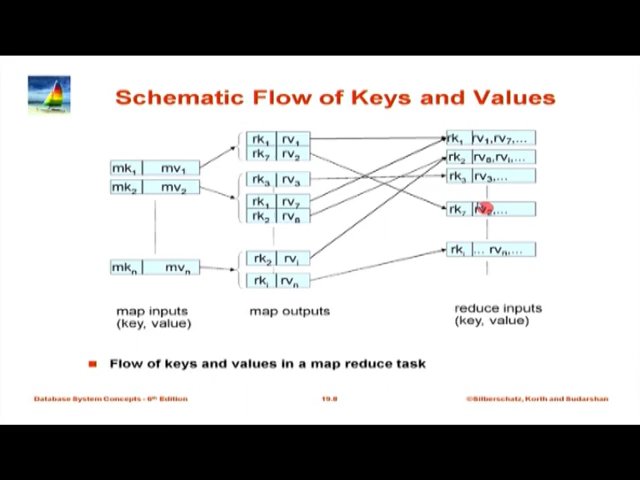 Schematic Flow of Keys and Values
mk1 mv1
mk2 mv2
mkn mvn
map inputs
(key, value)
rk1 rv1
rk7 rv2
rk3 rv3
rk1 rv7
rk2 rv8
rk2 rvi
rki rvn
map outputs
rk1 rv1,rv7,...
rk2 rv8,rvi,...
rk3 rv3,...
rk7 rv2,...
rki ... rvn,...
reduce inputs
(key, value)
Flow of keys and values in a map reduce task
Database System Concepts - 6th Edition
19.8
©Silberschatz, Korth and Sudarshan